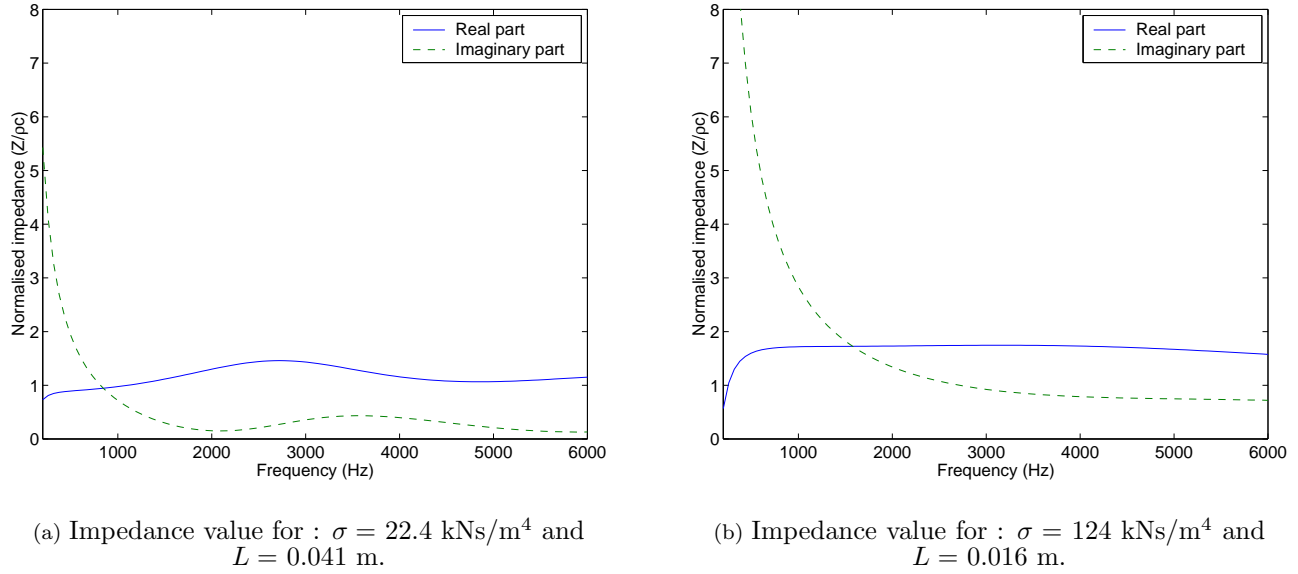 8
7
6
5
4
3
2
1
0
Normalised impedance (Z/ρc)
Real part
Imaginary part
1000 2000 3000 4000 5000 6000
Frequency (Hz)
(a) Impedance value for : σ = 22.4 kNs/m⁴ and
L = 0.041 m.
8
7
6
5
4
3
2
1
0
Normalised impedance (Z/ρc)
Real part
Imaginary part
1000 2000 3000 4000 5000 6000
Frequency (Hz)
(b) Impedance value for : σ = 124 kNs/m⁴ and
L = 0.016 m.